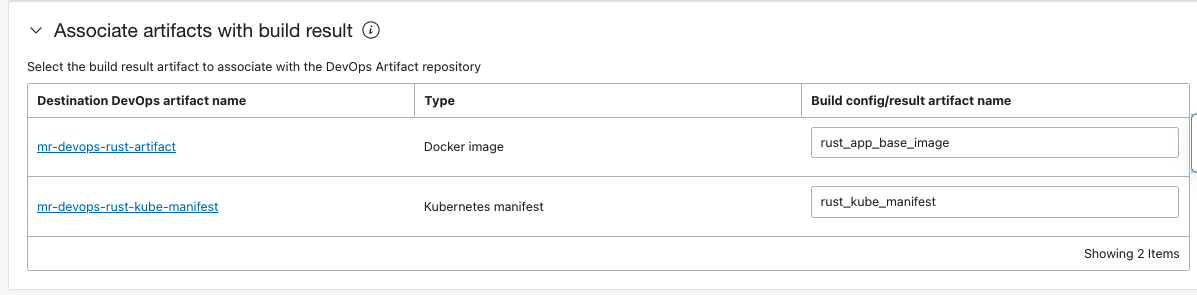 Associate artifacts with build result
Select the build result artifact to associate with the DevOps Artifact repository
Destination DevOps artifact name Type Build config/result artifact name
mr-devops-rust-artifact Docker image rust_app_base_image
mr-devops-rust-kube-manifest Kubernetes manifest rust_kube_manifest
Showing 2 Items